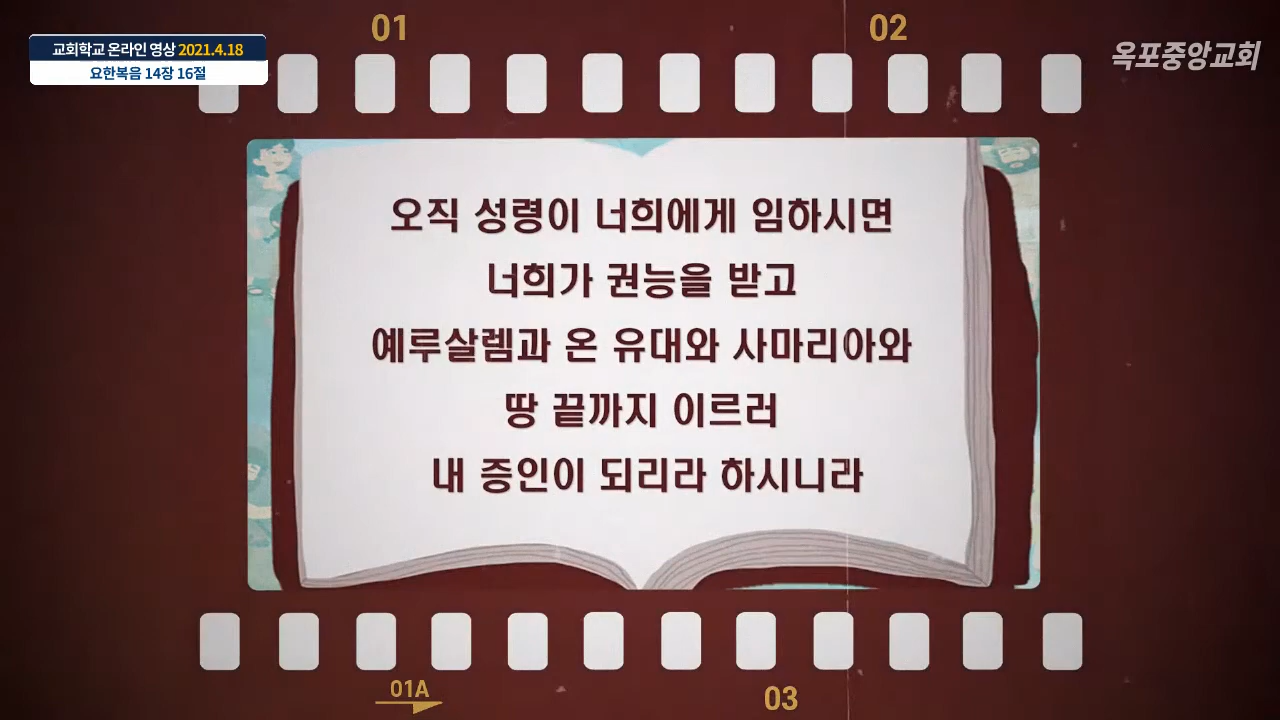 01
02
교회학교 온라인 영상 2021.4.18
요한복음 14장 16절
옥포중앙교회
오직 성령이 너희에게 임하시면
너희가 권능을 받고
예루살렘과 온 유대와 사마리아와
땅 끝까지 이르러
내 증인이 되리라 하시니라
01A
03